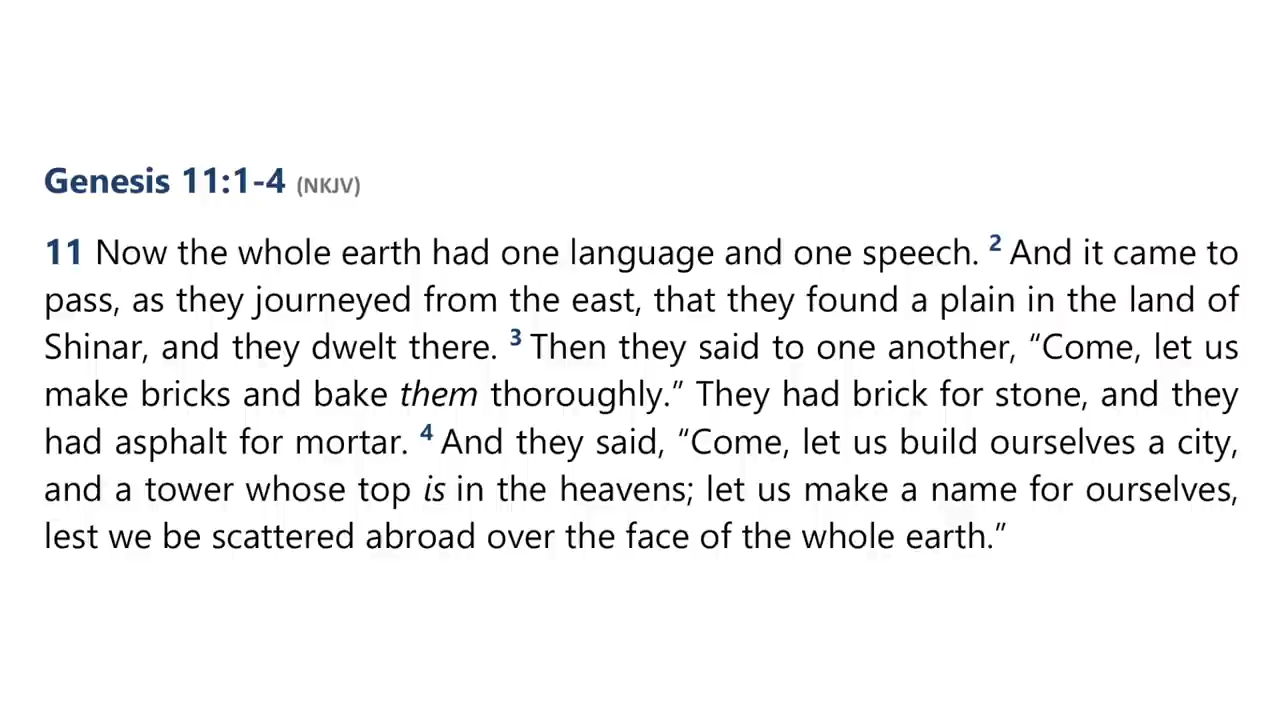 Genesis 11:1-4 (NKJV)
11 Now the whole earth had one language and one speech. 2 And it came to
pass, as they journeyed from the east, that they found a plain in the land of
Shinar, and they dwelt there. 3 Then they said to one another, “Come, let us
make bricks and bake them thoroughly.” They had brick for stone, and they
had asphalt for mortar. 4 And they said, “Come, let us build ourselves a city,
and a tower whose top is in the heavens; let us make a name for ourselves,
lest we be scattered abroad over the face of the whole earth.”